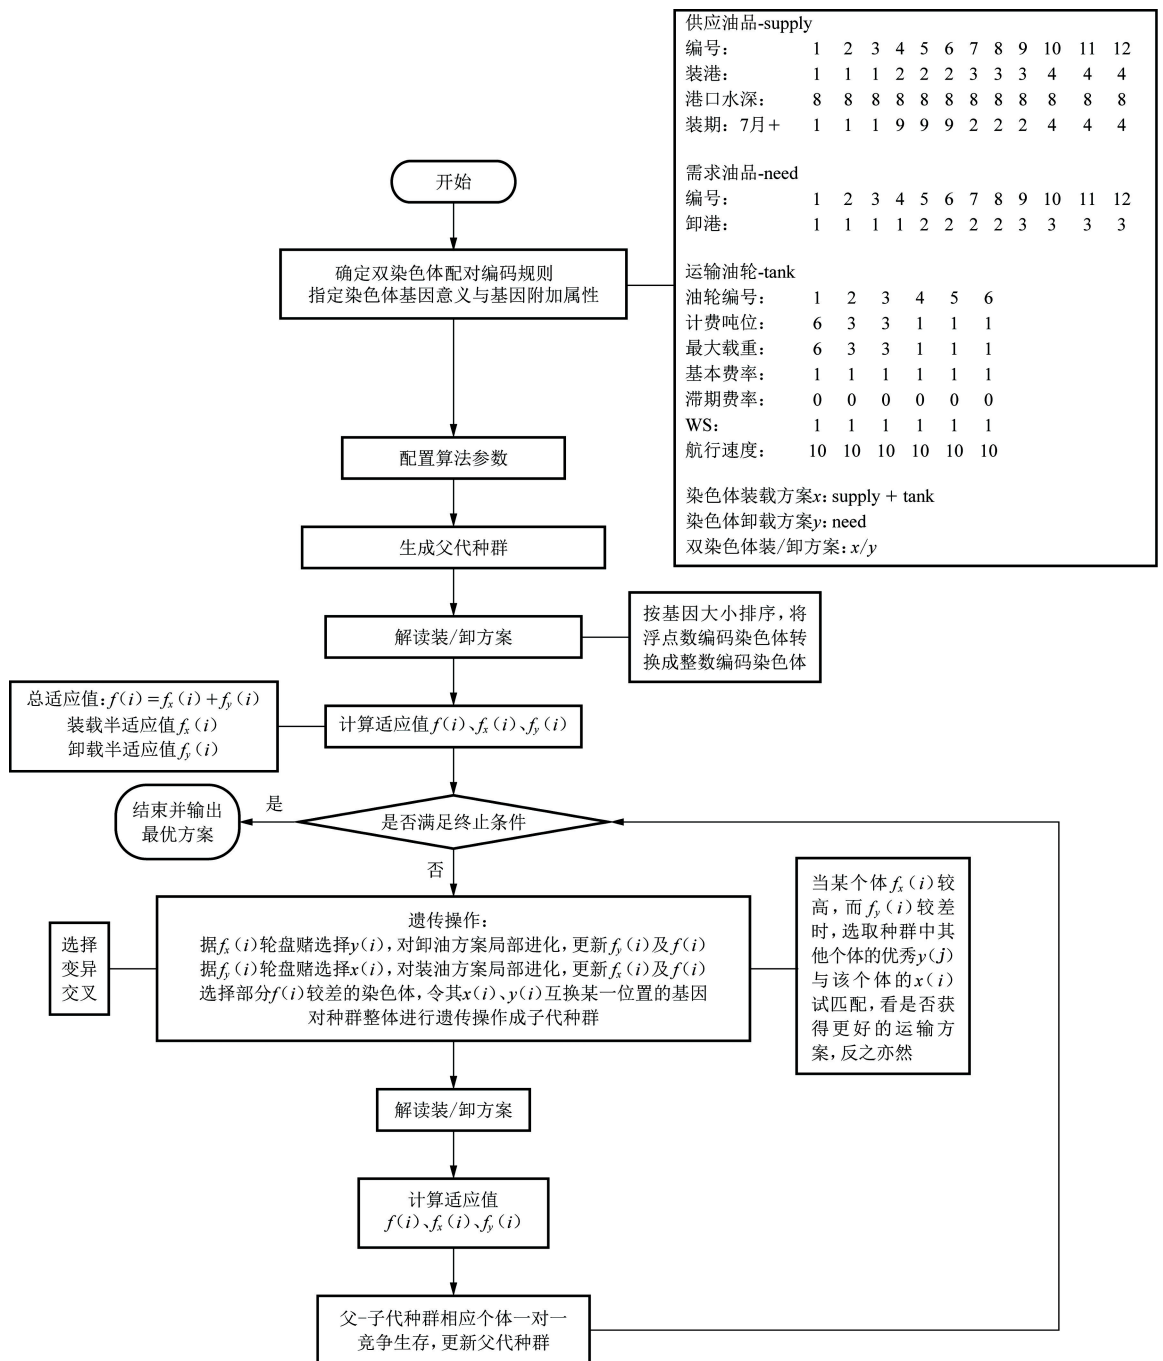 供应油品-supply
编号： 1 2 3 4 5 6 7 8 9 10 11 12
装港： 1 1 1 2 2 2 3 3 3 4 4 4
港口水深： 8 8 8 8 8 8 8 8 8 8 8 8
装期：7月+ 1 1 1 9 9 9 2 2 2 4 4 4
需求油品-need
编号： 1 2 3 4 5 6 7 8 9 10 11 12
卸港： 1 1 1 1 2 2 2 2 3 3 3 3
运输油轮-tank
油轮编号： 1 2 3 4 5 6
计费吨位： 6 3 3 1 1 1
最大载重： 6 3 3 1 1 1
基本费率： 1 1 1 1 1 1
滞期费率： 0 0 0 0 0 0
WS： 1 1 1 1 1 1
航行速度： 10 10 10 10 10 10
染色体装载方案x：supply + tank
染色体卸载方案y：need
双染色体装/卸方案：x/y
开始
确定双染色体配对编码规则
指定染色体基因意义与基因附加属性
配置算法参数
生成父代种群
解读装/卸方案
按基因大小排序，将
浮点数编码染色体转
换成整数编码染色体
总适应值：f(i)=fx(i)+fy(i)
装载半适应值fx(i)
卸载半适应值fy(i)
计算适应值f(i)、fx(i)、fy(i)
是否满足终止条件
是
结束并输出
最优方案
否
选择
变异
交叉
遗传操作：
据fx(i)轮盘赌选择y(i)，对卸油方案局部进化，更新fy(i)及f(i)
据fy(i)轮盘赌选择x(i)，对装油方案局部进化，更新fx(i)及f(i)
选择部分f(i)较差的染色体，令其x(i)、y(i)互换某一位置的基因
对种群整体进行遗传操作成子代种群
当某个体fx(i)较
高，而fy(i)较差
时，选取种群中其
他个体的优秀y(j)
与该个体的x(i)
试匹配，看是否获
得更好的运输方
案，反之亦然
解读装/卸方案
计算适应值
f(i)、fx(i)、fy(i)
父-子代种群相应个体一对一
竞争生存，更新父代种群